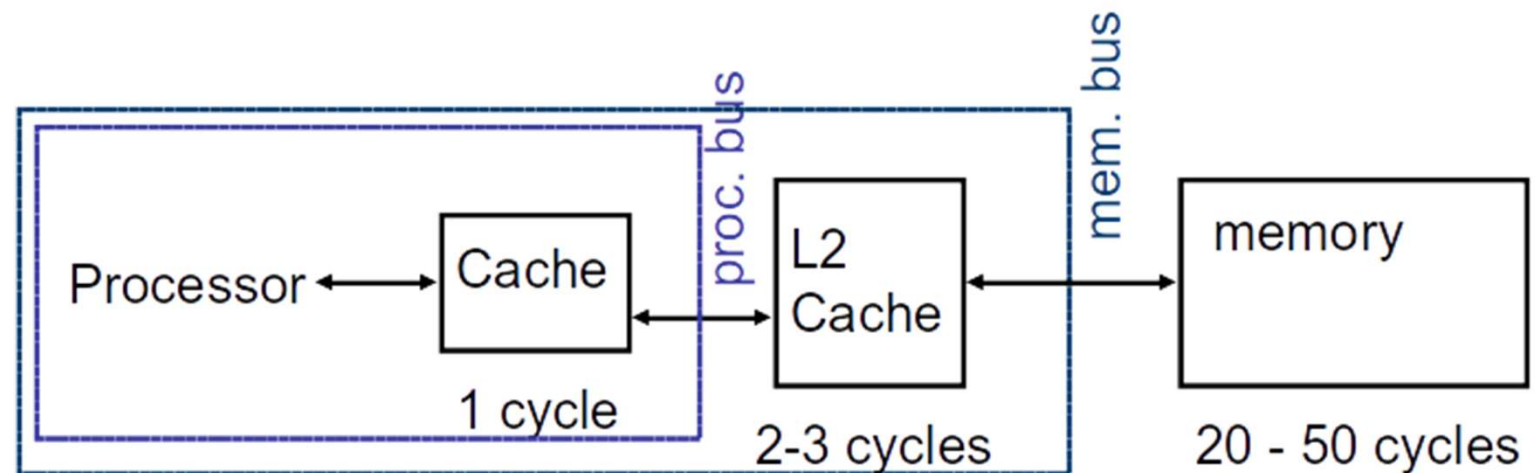 Processor
Cache
1 cycle
proc. bus
L2
Cache
2-3 cycles
mem. bus
memory
20 - 50 cycles